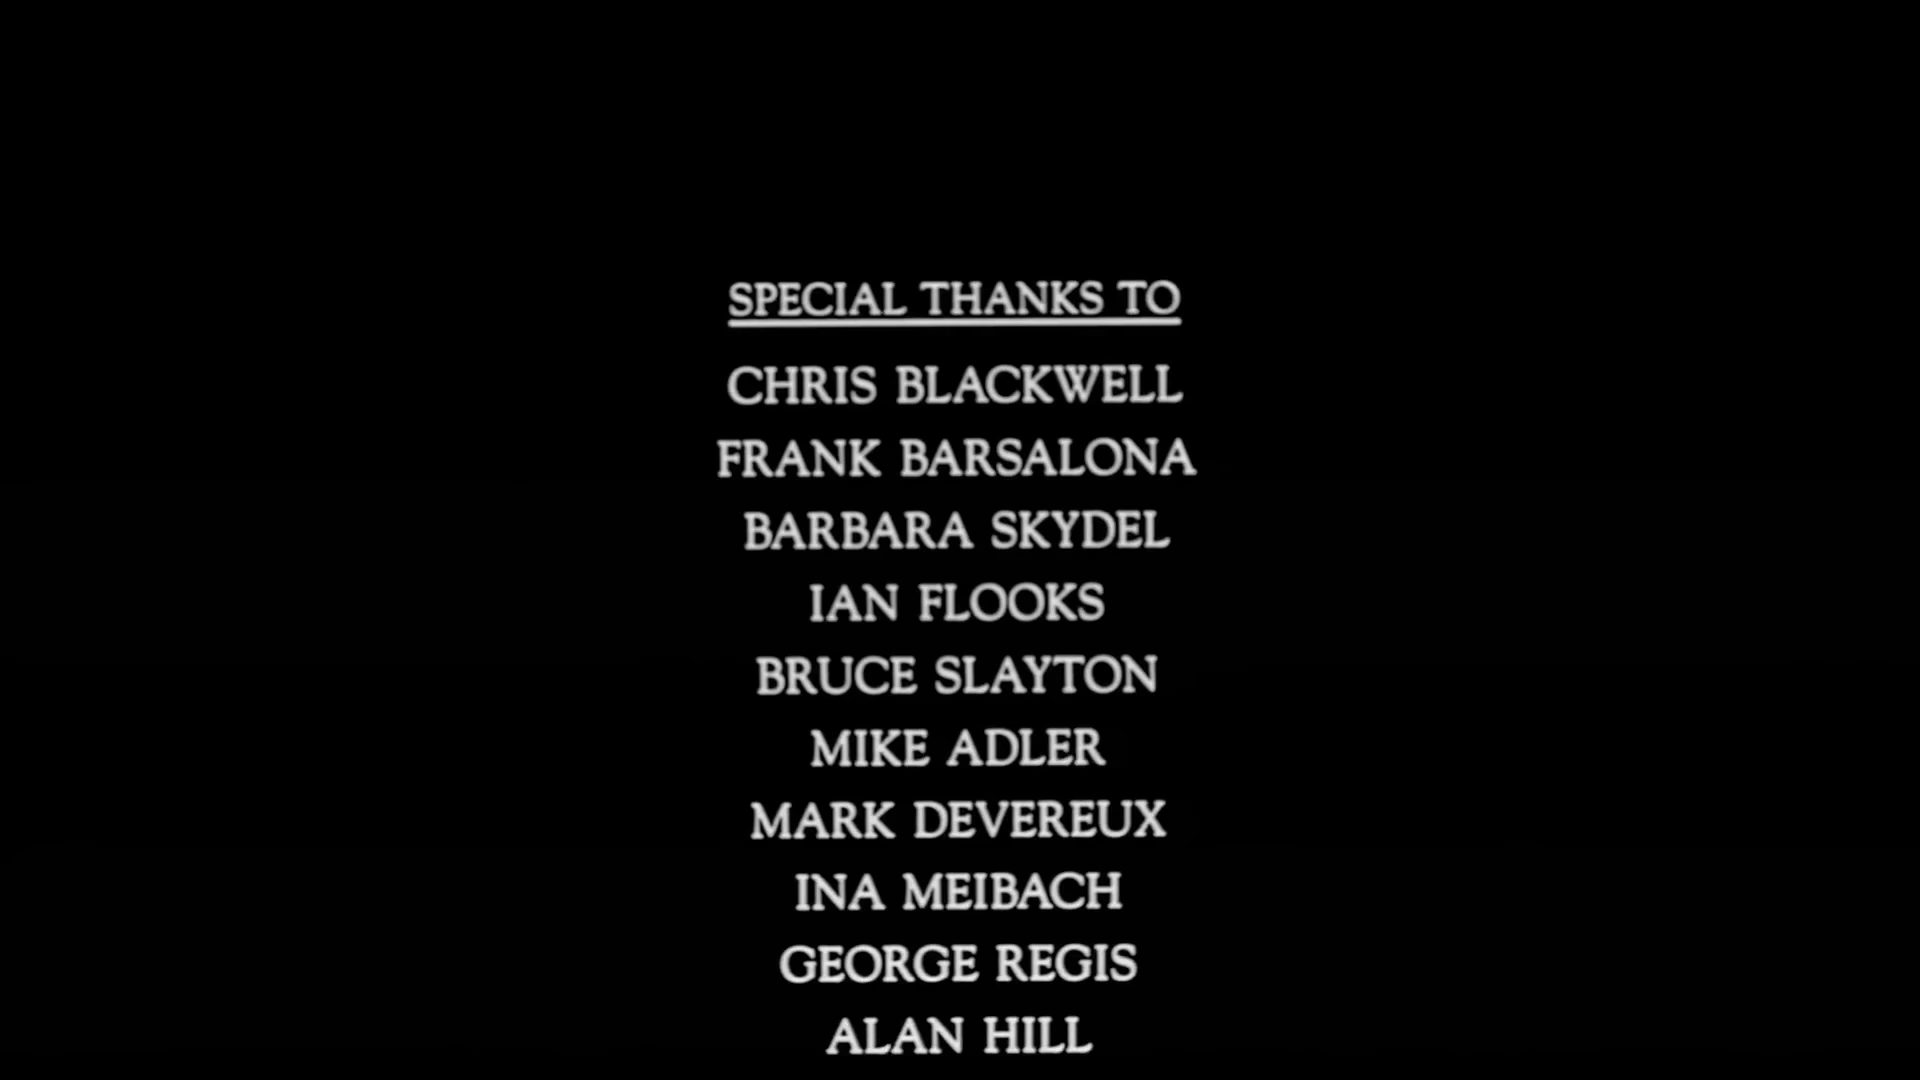 SPECIAL THANKS TO
CHRIS BLACKWELL
FRANK BARSALONA
BARBARA SKYDEL
IAN FLOOKS
BRUCE SLAYTON
MIKE ADLER
MARK DEVEREUX
INA MEIBACH
GEORGE REGIS
ALAN HILL